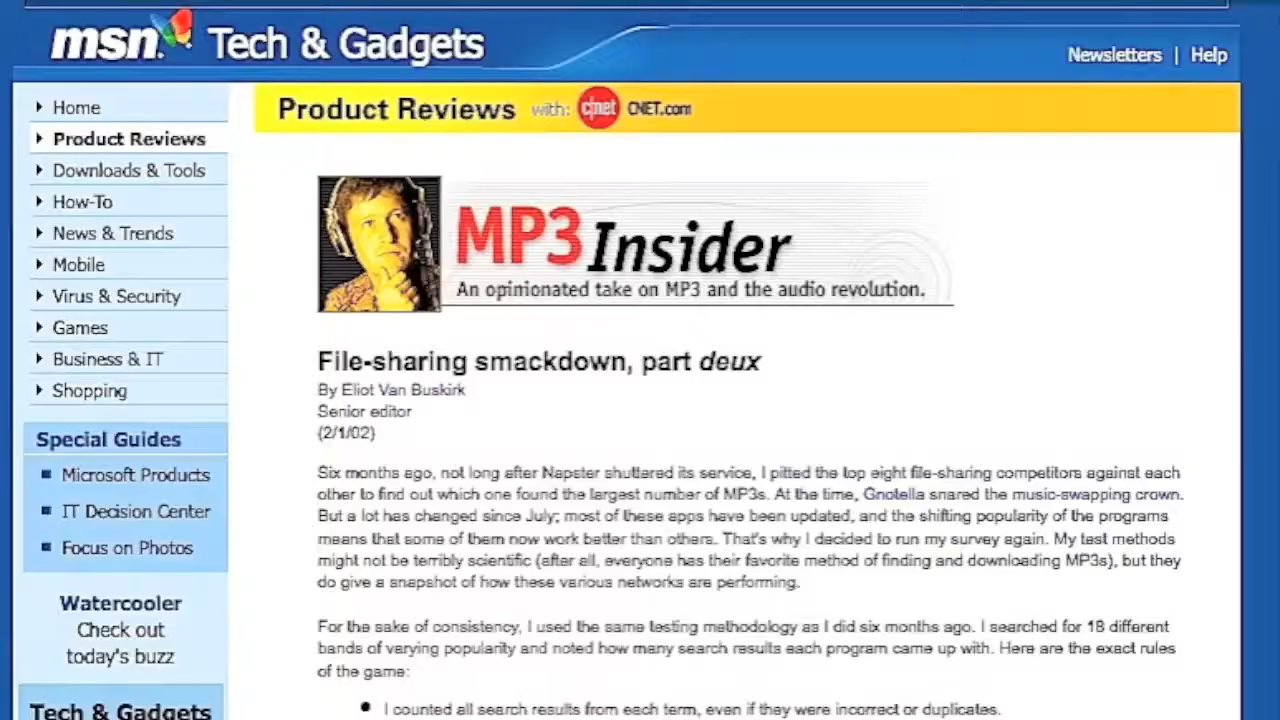 msn Tech & Gadgets
Newsletters | Help
Home
Product Reviews
Downloads & Tools
How-To
News & Trends
Mobile
Virus & Security
Games
Business & IT
Shopping
Special Guides
Microsoft Products
IT Decision Center
Focus on Photos
Watercooler
Check out
today's buzz
Tech & Gadgets
Product Reviews with: c|net CNET.com
MP3 Insider
An opinionated take on MP3 and the audio revolution.
File-sharing smackdown, part deux
By Eliot Van Buskirk
Senior editor
(2/1/02)
Six months ago, not long after Napster shuttered its service, I pitted the top eight file-sharing competitors against each
other to find out which one found the largest number of MP3s. At the time, Gnotella snared the music-swapping crown.
But a lot has changed since July; most of these apps have been updated, and the shifting popularity of the programs
means that some of them now work better than others. That's why I decided to run my survey again. My test methods
might not be terribly scientific (after all, everyone has their favorite method of finding and downloading MP3s), but they
do give a snapshot of how these various networks are performing.
For the sake of consistency, I used the same testing methodology as I did six months ago. I searched for 18 different
bands of varying popularity and noted how many search results each program came up with. Here are the exact rules
of the game:
● I counted all search results from each term, even if they were incorrect or duplicates.